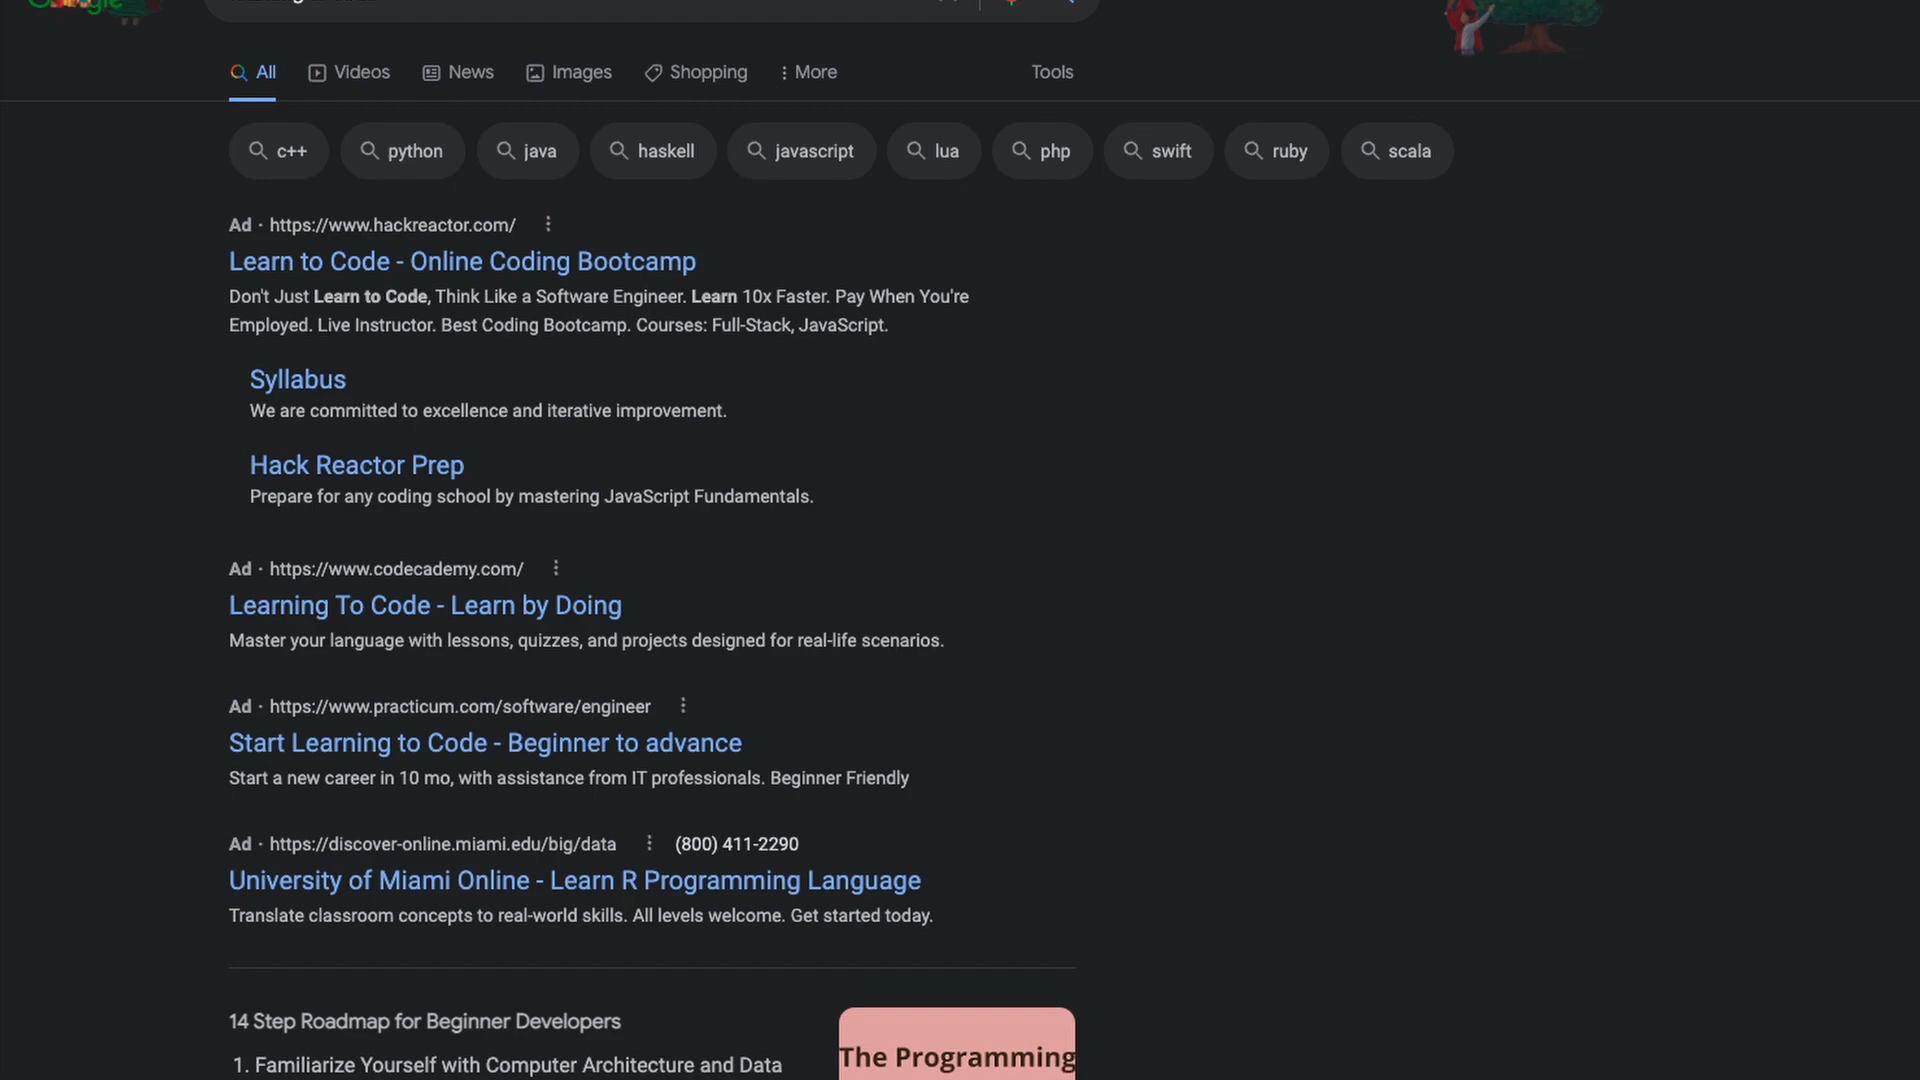 Google
All Videos News Images Shopping More Tools
c++ python java haskell javascript lua php swift ruby scala
Ad · https://www.hackreactor.com/
Learn to Code - Online Coding Bootcamp
Don't Just Learn to Code, Think Like a Software Engineer. Learn 10x Faster. Pay When You're
Employed. Live Instructor. Best Coding Bootcamp. Courses: Full-Stack, JavaScript.
Syllabus
We are committed to excellence and iterative improvement.
Hack Reactor Prep
Prepare for any coding school by mastering JavaScript Fundamentals.
Ad · https://www.codecademy.com/
Learning To Code - Learn by Doing
Master your language with lessons, quizzes, and projects designed for real-life scenarios.
Ad · https://www.practicum.com/software/engineer
Start Learning to Code - Beginner to advance
Start a new career in 10 mo, with assistance from IT professionals. Beginner Friendly
Ad · https://discover-online.miami.edu/big/data (800) 411-2290
University of Miami Online - Learn R Programming Language
Translate classroom concepts to real-world skills. All levels welcome. Get started today.
14 Step Roadmap for Beginner Developers
1. Familiarize Yourself with Computer Architecture and Data
The Programming